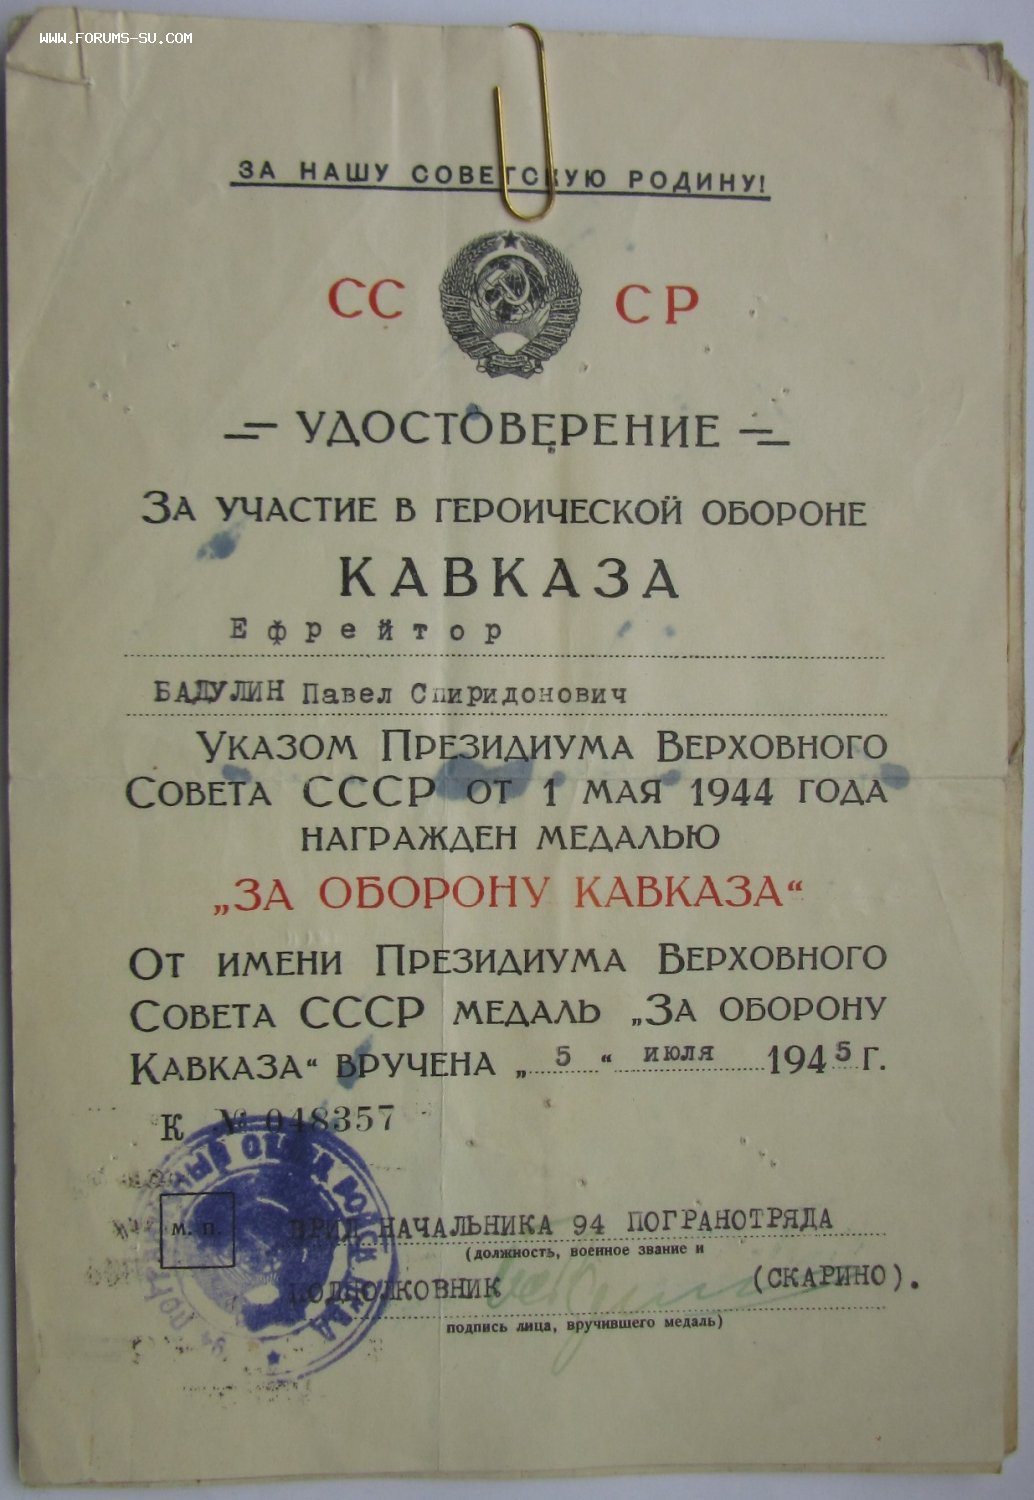 WWW.FORUMS-SU.COM
ЗА НАШУ СОВЕТСКУЮ РОДИНУ!
СС СР
УДОСТОВЕРЕНИЕ
ЗА УЧАСТИЕ В ГЕРОИЧЕСКОЙ ОБОРОНЕ
КАВКАЗА
Ефрейтор
БАДУЛИН Павел Спиридонович
УКАЗОМ ПРЕЗИДИУМА ВЕРХОВНОГО
СОВЕТА СССР ОТ 1 МАЯ 1944 ГОДА
НАГРАЖДЕН МЕДАЛЬЮ
„ЗА ОБОРОНУ КАВКАЗА“
ОТ ИМЕНИ ПРЕЗИДИУМА ВЕРХОВНОГО
СОВЕТА СССР МЕДАЛЬ „ЗА ОБОРОНУ
КАВКАЗА“ ВРУЧЕНА „5“ ИЮЛЯ 1945 Г.
К № 048357
М. П.
ВРИД НАЧАЛЬНИКА 94 ПОГРАНОТРЯДА
(должность, военное звание и
ПОДПОЛКОВНИК (СКАРИНО).
подпись лица, вручившего медаль)